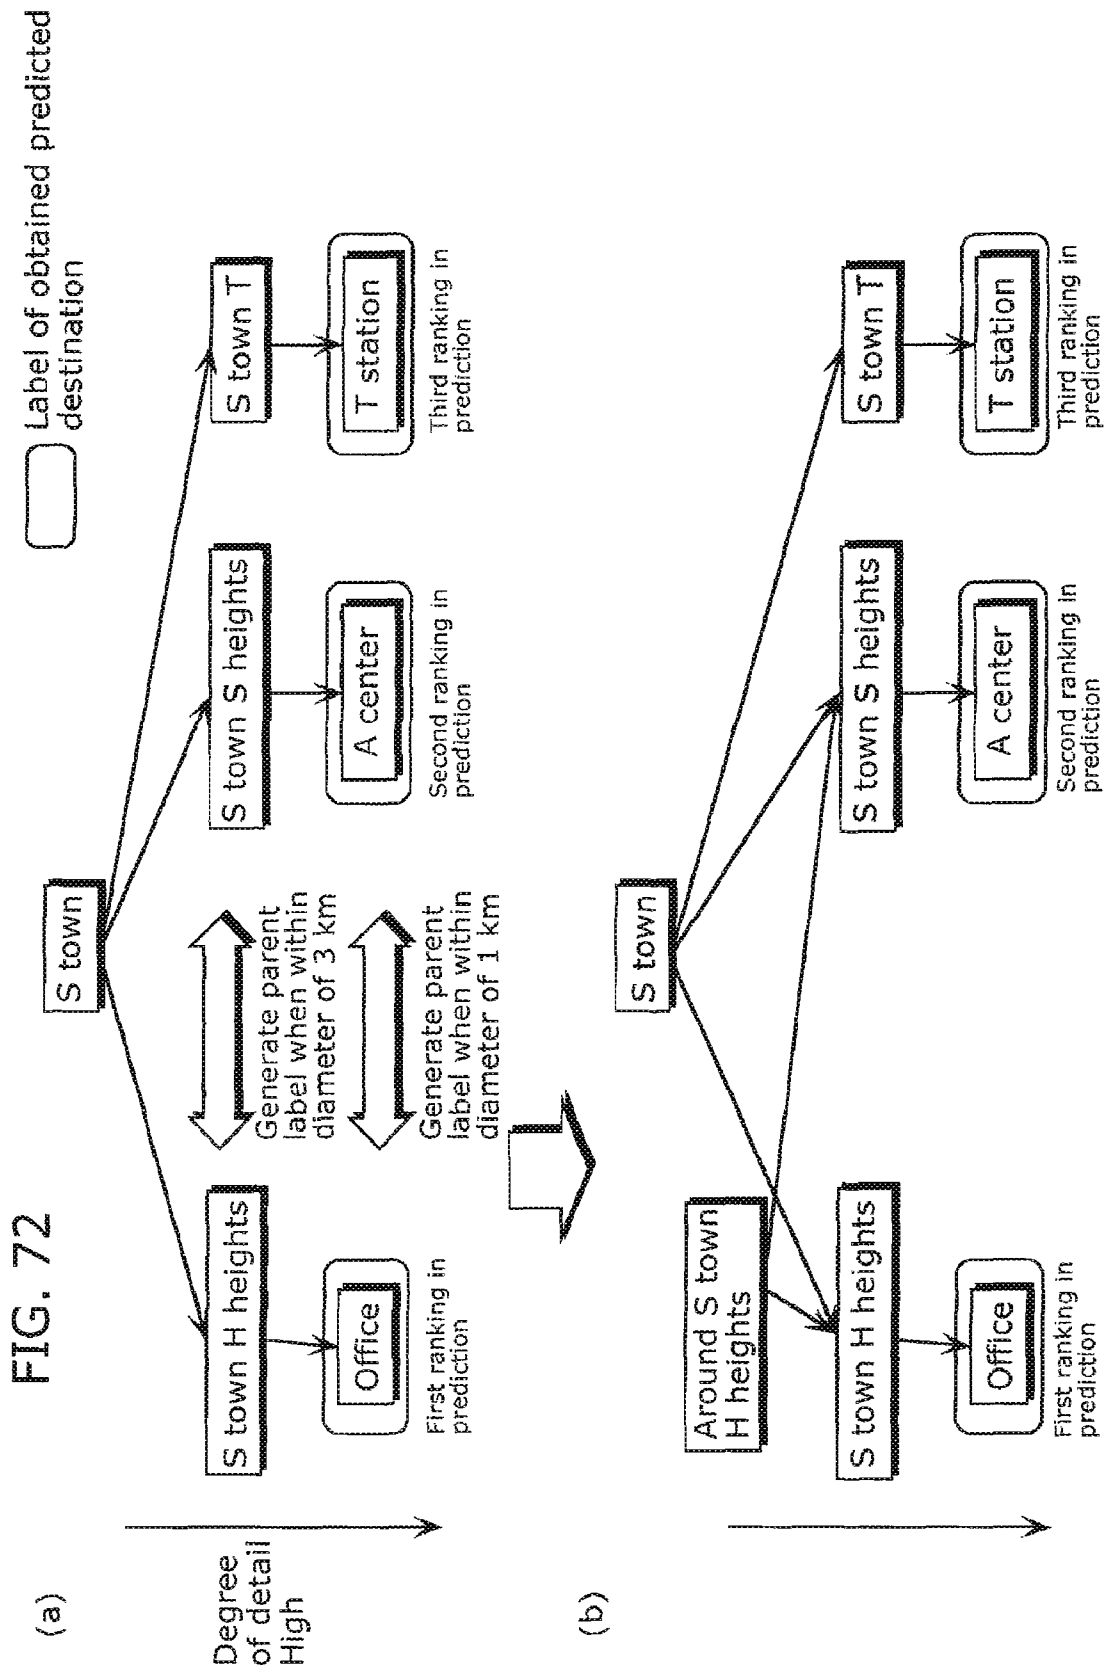 FIG. 72
Label of obtained predicted
destination
(a)
S town
Degree
of detail
High
S town H heights
S town S heights
S town T
Generate parent
label when within
diameter of 3 km
Office
A center
T station
Generate parent
label when within
diameter of 1 km
First ranking in
prediction
Second ranking in
prediction
Third ranking in
prediction
(b)
S town
Around S town
H heights
S town H heights
S town S heights
S town T
Office
A center
T station
First ranking in
prediction
Second ranking in
prediction
Third ranking in
prediction